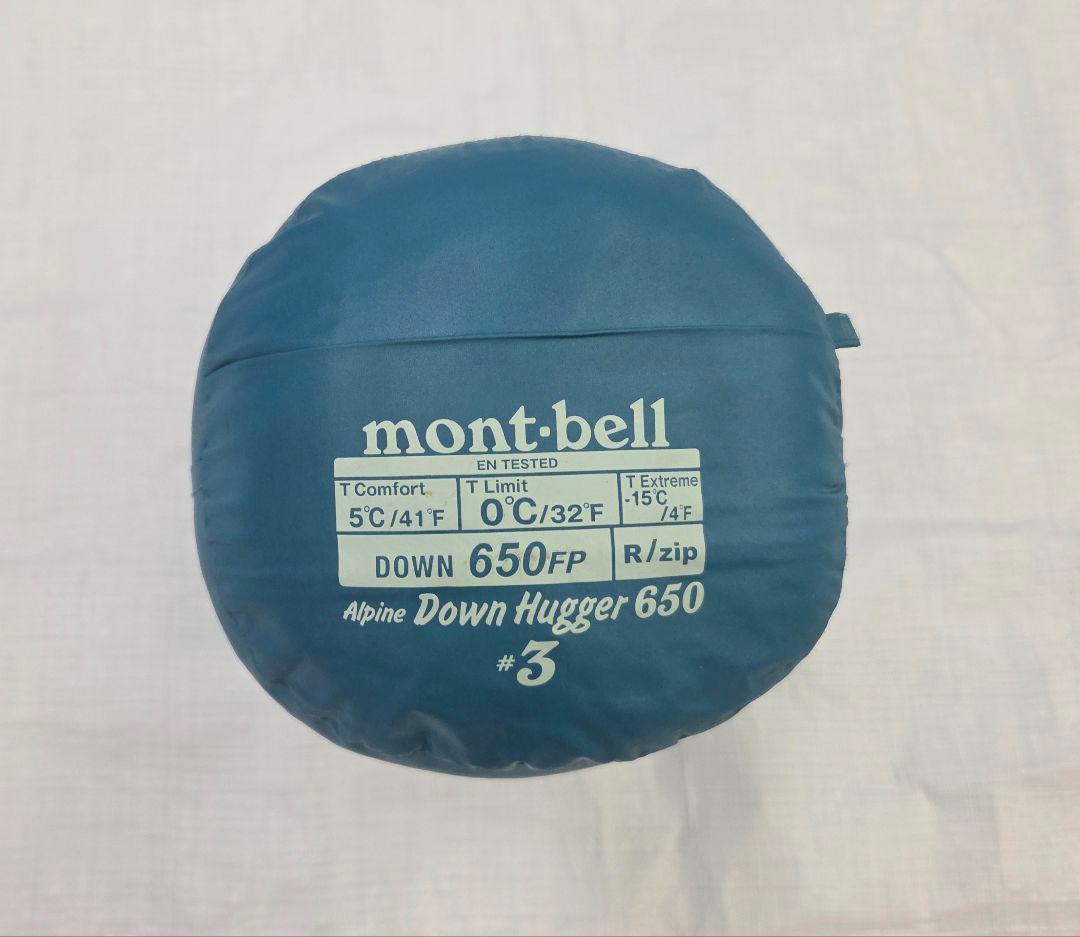 mont-bell
EN TESTED
T Comfort T Limit T Extreme
5℃/41℉ 0℃/32℉ -15℃/4℉
DOWN 650FP R/zip
Alpine Down Hugger 650
#3